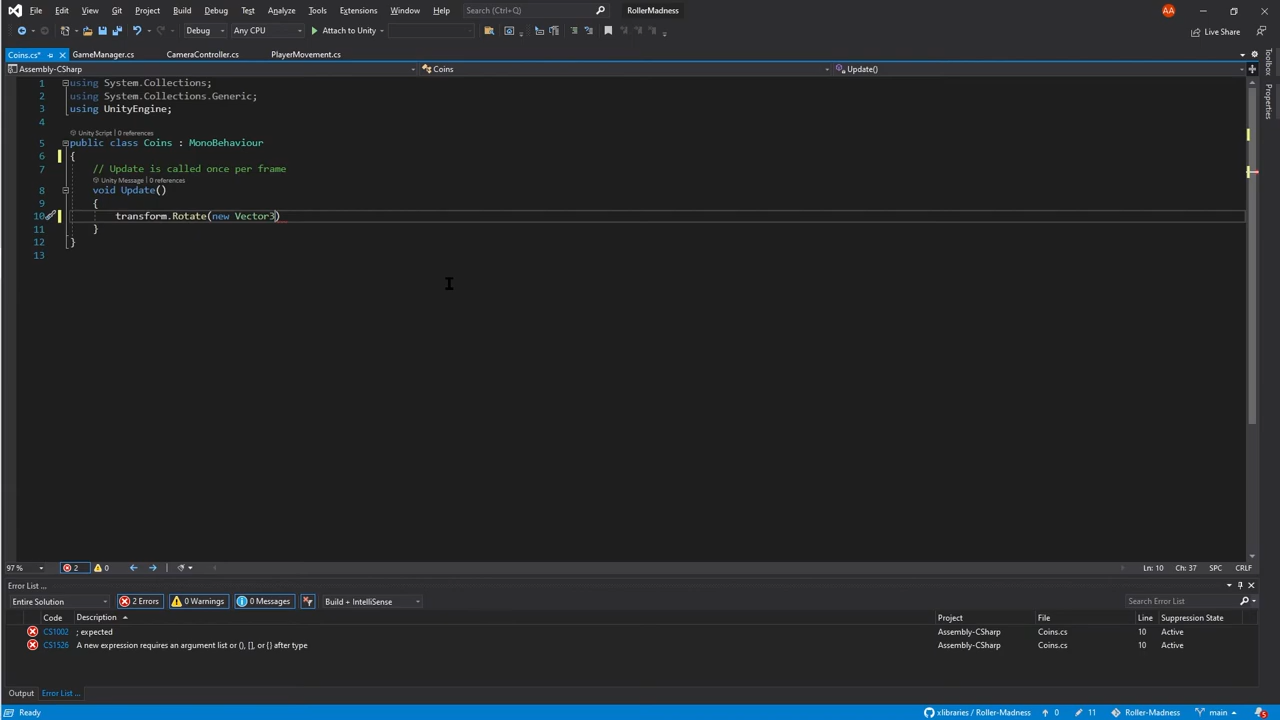 File Edit View Git Project Build Debug Test Analyze Tools Extensions Window Help Search (Ctrl+Q) RollerMadness AA
Debug Any CPU Attach to Unity Live Share
Coins.cs* GameManager.cs CameraController.cs PlayerMovement.cs
Assembly-CSharp Coins Update()
Toolbox
Properties
1 using System.Collections;
2 using System.Collections.Generic;
3 using UnityEngine;
4
Unity Script | 0 references
5 public class Coins : MonoBehaviour
6 {
7 // Update is called once per frame
Unity Message | 0 references
8 void Update()
9 {
10 transform.Rotate(new Vector3)
11 }
12 }
13
97 % 2 0 Ln: 10 Ch: 37 SPC CRLF
Error List ...
Entire Solution 2 Errors 0 Warnings 0 Messages Build + IntelliSense Search Error List
Code Description Project File Line Suppression State
CS1002 ; expected Assembly-CSharp Coins.cs 10 Active
CS1526 A new expression requires an argument list or (), [], or {} after type Assembly-CSharp Coins.cs 10 Active
Output Error List ...
Ready xlibraries / Roller-Madness 0 11 Roller-Madness main 5